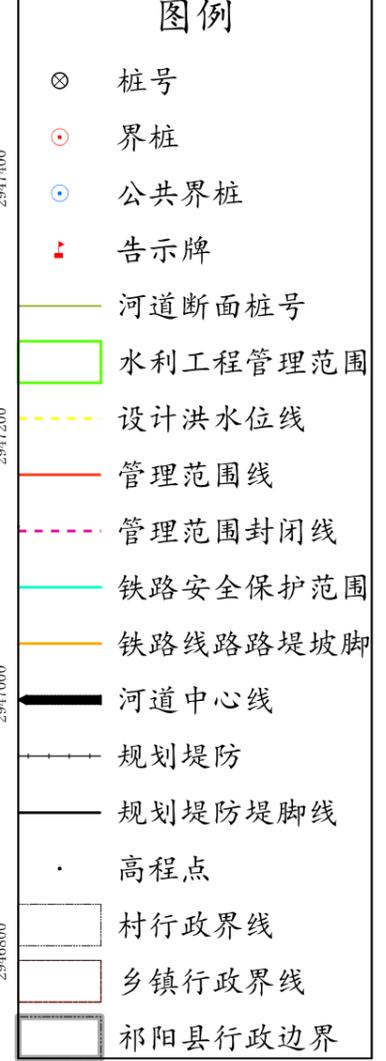 图例
桩号
界桩
公共界桩
告示牌
河道断面桩号
水利工程管理范围
设计洪水位线
管理范围线
管理范围封闭线
铁路安全保护范围
铁路线路路堤坡脚
河道中心线
规划堤防
规划堤防堤脚线
高程点
村行政界线
乡镇行政界线
祁阳县行政边界
2947400
2947200
2947000
2946800